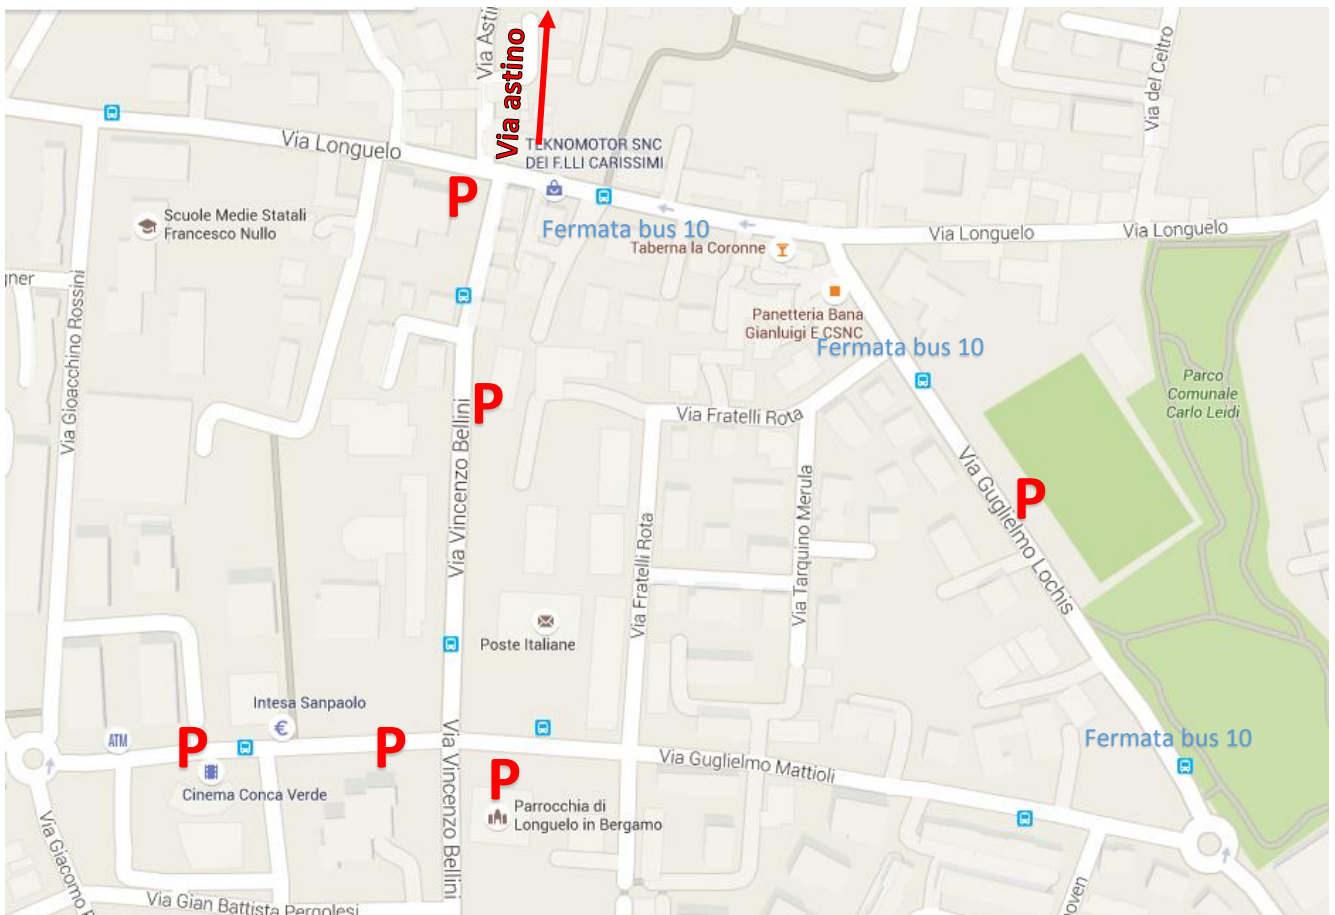 Via Asti
Via astino
Via del Celtro
Via Longuelo
TEKNOMOTOR SNC
DEI F.LLI CARISSIMI
P
Scuole Medie Statali
Francesco Nullo
Fermata bus 10
Taberna la Coronne
Via Longuelo
Via Longuelo
gner
Via Gioacchino Rossini
Panetteria Bana
Gianluigi E CSNC
Fermata bus 10
Parco
Comunale
Carlo Leidi
P
Via Fratelli Rota
Via Vincenzo Bellini
Via Guglielmo Lochis
P
Via Tarquino Merula
Via Fratelli Rota
Poste Italiane
Intesa Sanpaolo
€
ATM
P
P
Via Vincenzo Bellini
Fermata bus 10
Via Guglielmo Mattioli
P
Cinema Conca Verde
Parrocchia di
Longuelo in Bergamo
Via Giacomo
Via Gian Battista Pergolesi
oven